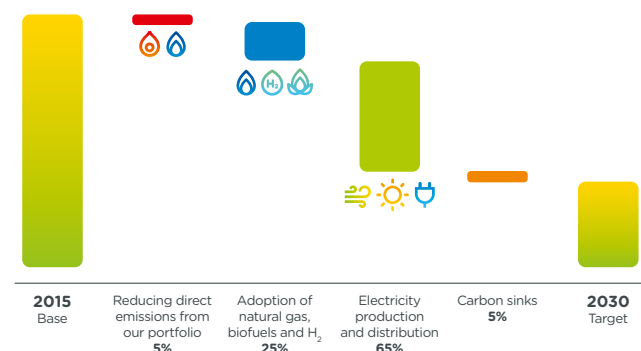 H₂
2015
Base
Reducing direct
emissions from
our portfolio
5%
Adoption of
natural gas,
biofuels and H₂
25%
Electricity
production
and distribution
65%
Carbon sinks
5%
2030
Target